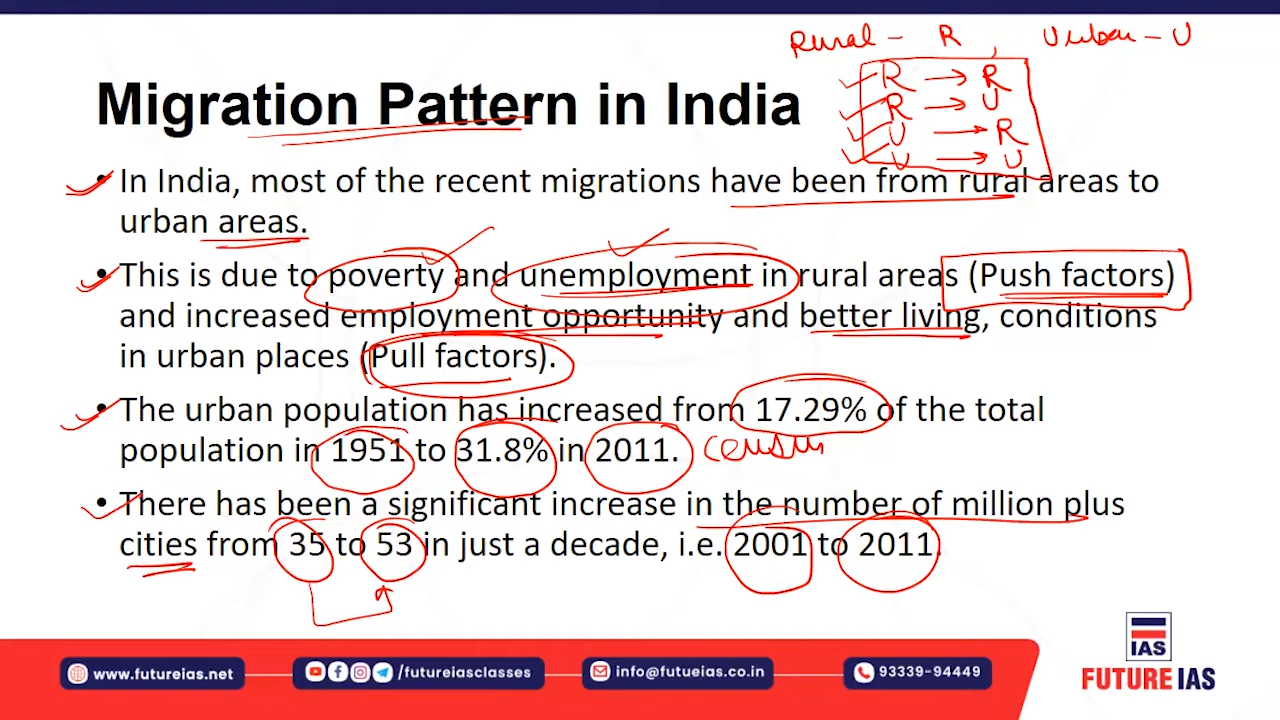 Rural - R , Urban - U
R → R
R → U
U → R
U → U
Migration Pattern in India
• In India, most of the recent migrations have been from rural areas to
urban areas.
• This is due to poverty and unemployment in rural areas (Push factors)
and increased employment opportunity and better living, conditions
in urban places (Pull factors).
• The urban population has increased from 17.29% of the total
population in 1951 to 31.8% in 2011. census
• There has been a significant increase in the number of million plus
cities from 35 to 53 in just a decade, i.e. 2001 to 2011.
www.futureias.net
/futureiasclasses
info@futueias.co.in
93339-94449
IAS
FUTURE IAS